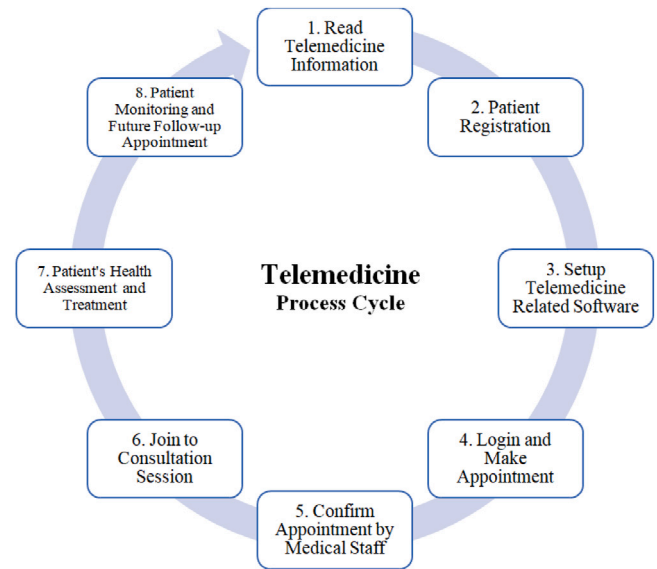 1. Read
Telemedicine
Information
2. Patient
Registration
3. Setup
Telemedicine
Related Software
4. Login and
Make
Appointment
5. Confirm
Appointment by
Medical Staff
6. Join to
Consultation
Session
7. Patient's Health
Assessment and
Treatment
8. Patient
Monitoring and
Future Follow-up
Appointment
Telemedicine
Process Cycle